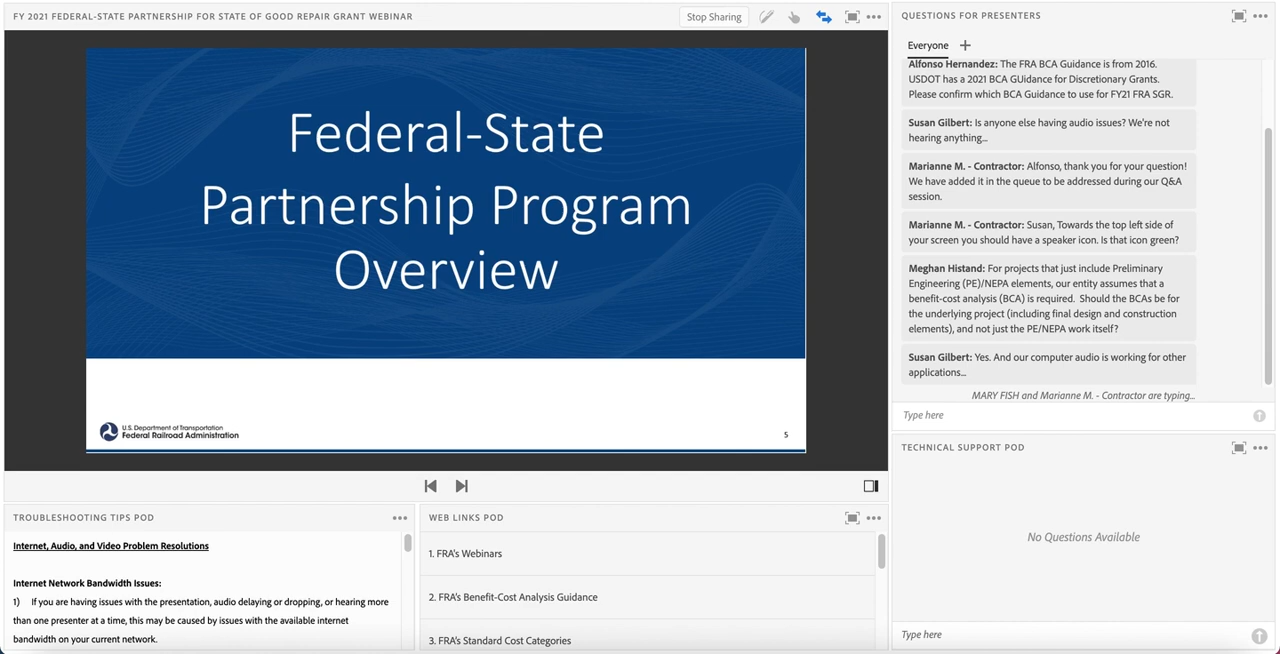 FY 2021 FEDERAL-STATE PARTNERSHIP FOR STATE OF GOOD REPAIR GRANT WEBINAR
Stop Sharing
Federal-State
Partnership Program
Overview
U.S. Department of Transportation
Federal Railroad Administration
5
TROUBLESHOOTING TIPS POD
Internet, Audio, and Video Problem Resolutions
Internet Network Bandwidth Issues:
1) If you are having issues with the presentation, audio delaying or dropping, or hearing more
than one presenter at a time, this may be caused by issues with the available internet
bandwidth on your current network.
WEB LINKS POD
1. FRA's Webinars
2. FRA's Benefit-Cost Analysis Guidance
3. FRA's Standard Cost Categories
QUESTIONS FOR PRESENTERS
Everyone
Alfonso Hernandez: The FRA BCA Guidance is from 2016.
USDOT has a 2021 BCA GUidance for Discretionary Grants.
Please confirm which BCA Guidance to use for FY21 FRA SGR.
Susan Gilbert: Is anyone else having audio issues? We're not
hearing anything...
Marianne M. - Contractor: Alfonso, thank you for your question!
We have added it in the queue to be addressed during our Q&A
session.
Marianne M. - Contractor: Susan, Towards the top left side of
your screen you should have a speaker icon. Is that icon green?
Meghan Histand: For projects that just include Preliminary
Engineering (PE)/NEPA elements, our entity assumes that a
benefit-cost analysis (BCA) is required. Should the BCAs be for
the underlying project (including final design and construction
elements), and not just the PE/NEPA work itself?
Susan Gilbert: Yes. And our computer audio is working for other
applications...
MARY FISH and Marianne M. - Contractor are typing...
Type here
TECHNICAL SUPPORT POD
No Questions Available
Type here